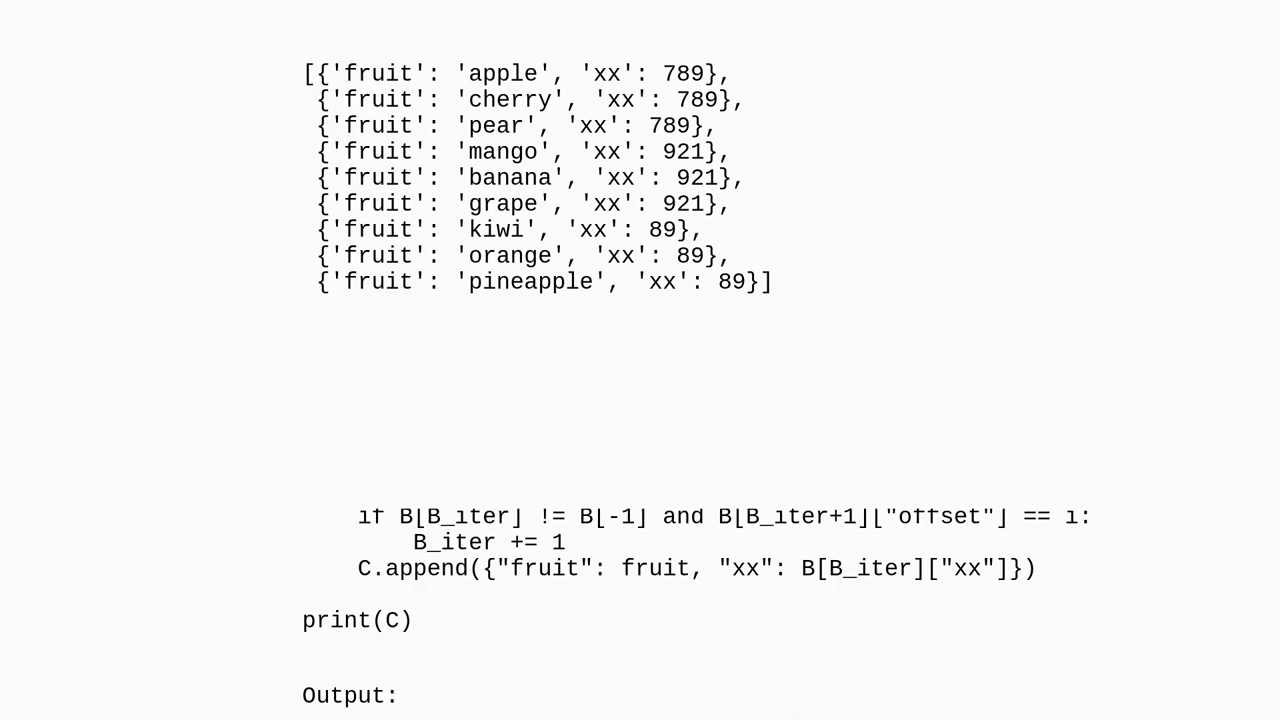 [{'fruit': 'apple', 'xx': 789},
 {'fruit': 'cherry', 'xx': 789},
 {'fruit': 'pear', 'xx': 789},
 {'fruit': 'mango', 'xx': 921},
 {'fruit': 'banana', 'xx': 921},
 {'fruit': 'grape', 'xx': 921},
 {'fruit': 'kiwi', 'xx': 89},
 {'fruit': 'orange', 'xx': 89},
 {'fruit': 'pineapple', 'xx': 89}]
    if B[B_iter] != B[-1] and B[B_iter+1]["offset"] == i:
        B_iter += 1
    C.append({"fruit": fruit, "xx": B[B_iter]["xx"]})
print(C)
Output: